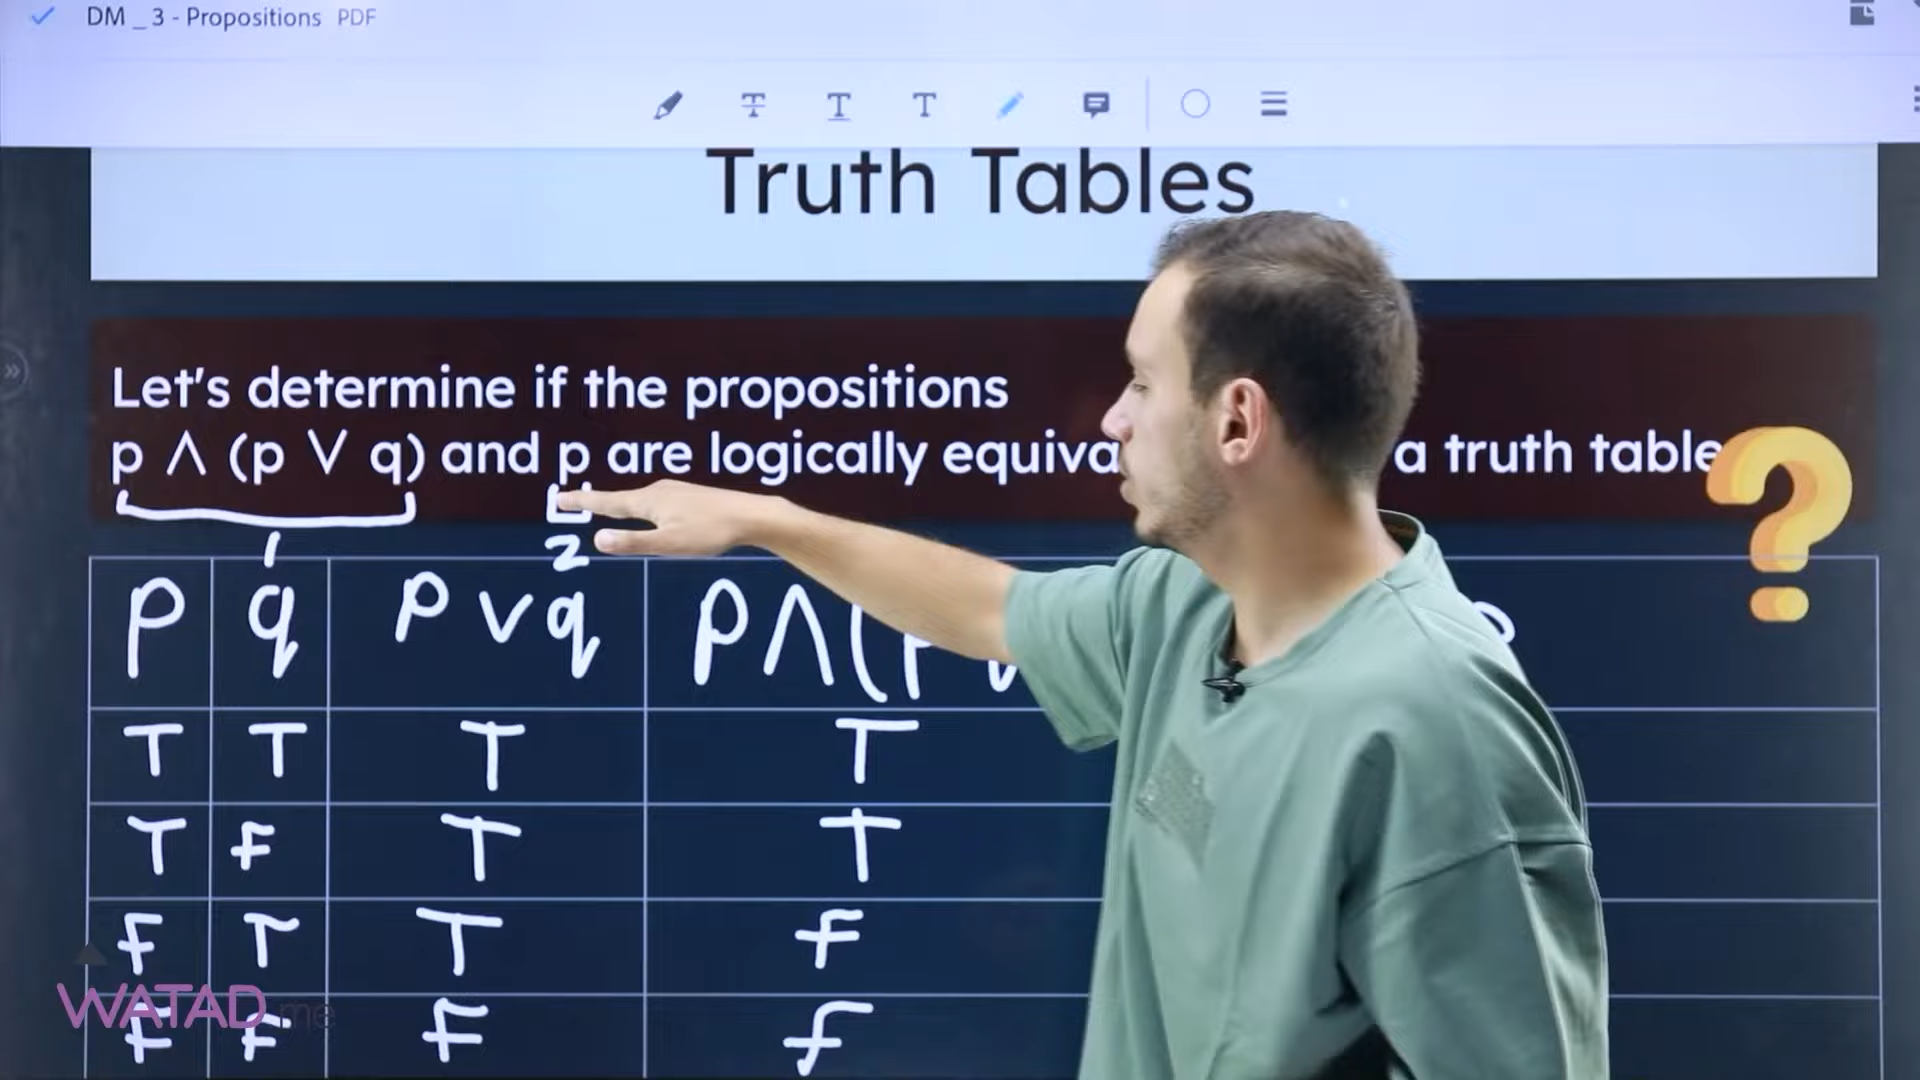 DM _ 3 - Propositions PDF
Truth Tables
Let's determine if the propositions
p ∧ (p ∨ q) and p are logically a truth table
1 2
p q p ∨ q p ∧ (p
T T T T
T F T T
F T T F
F F F F
WATAD me